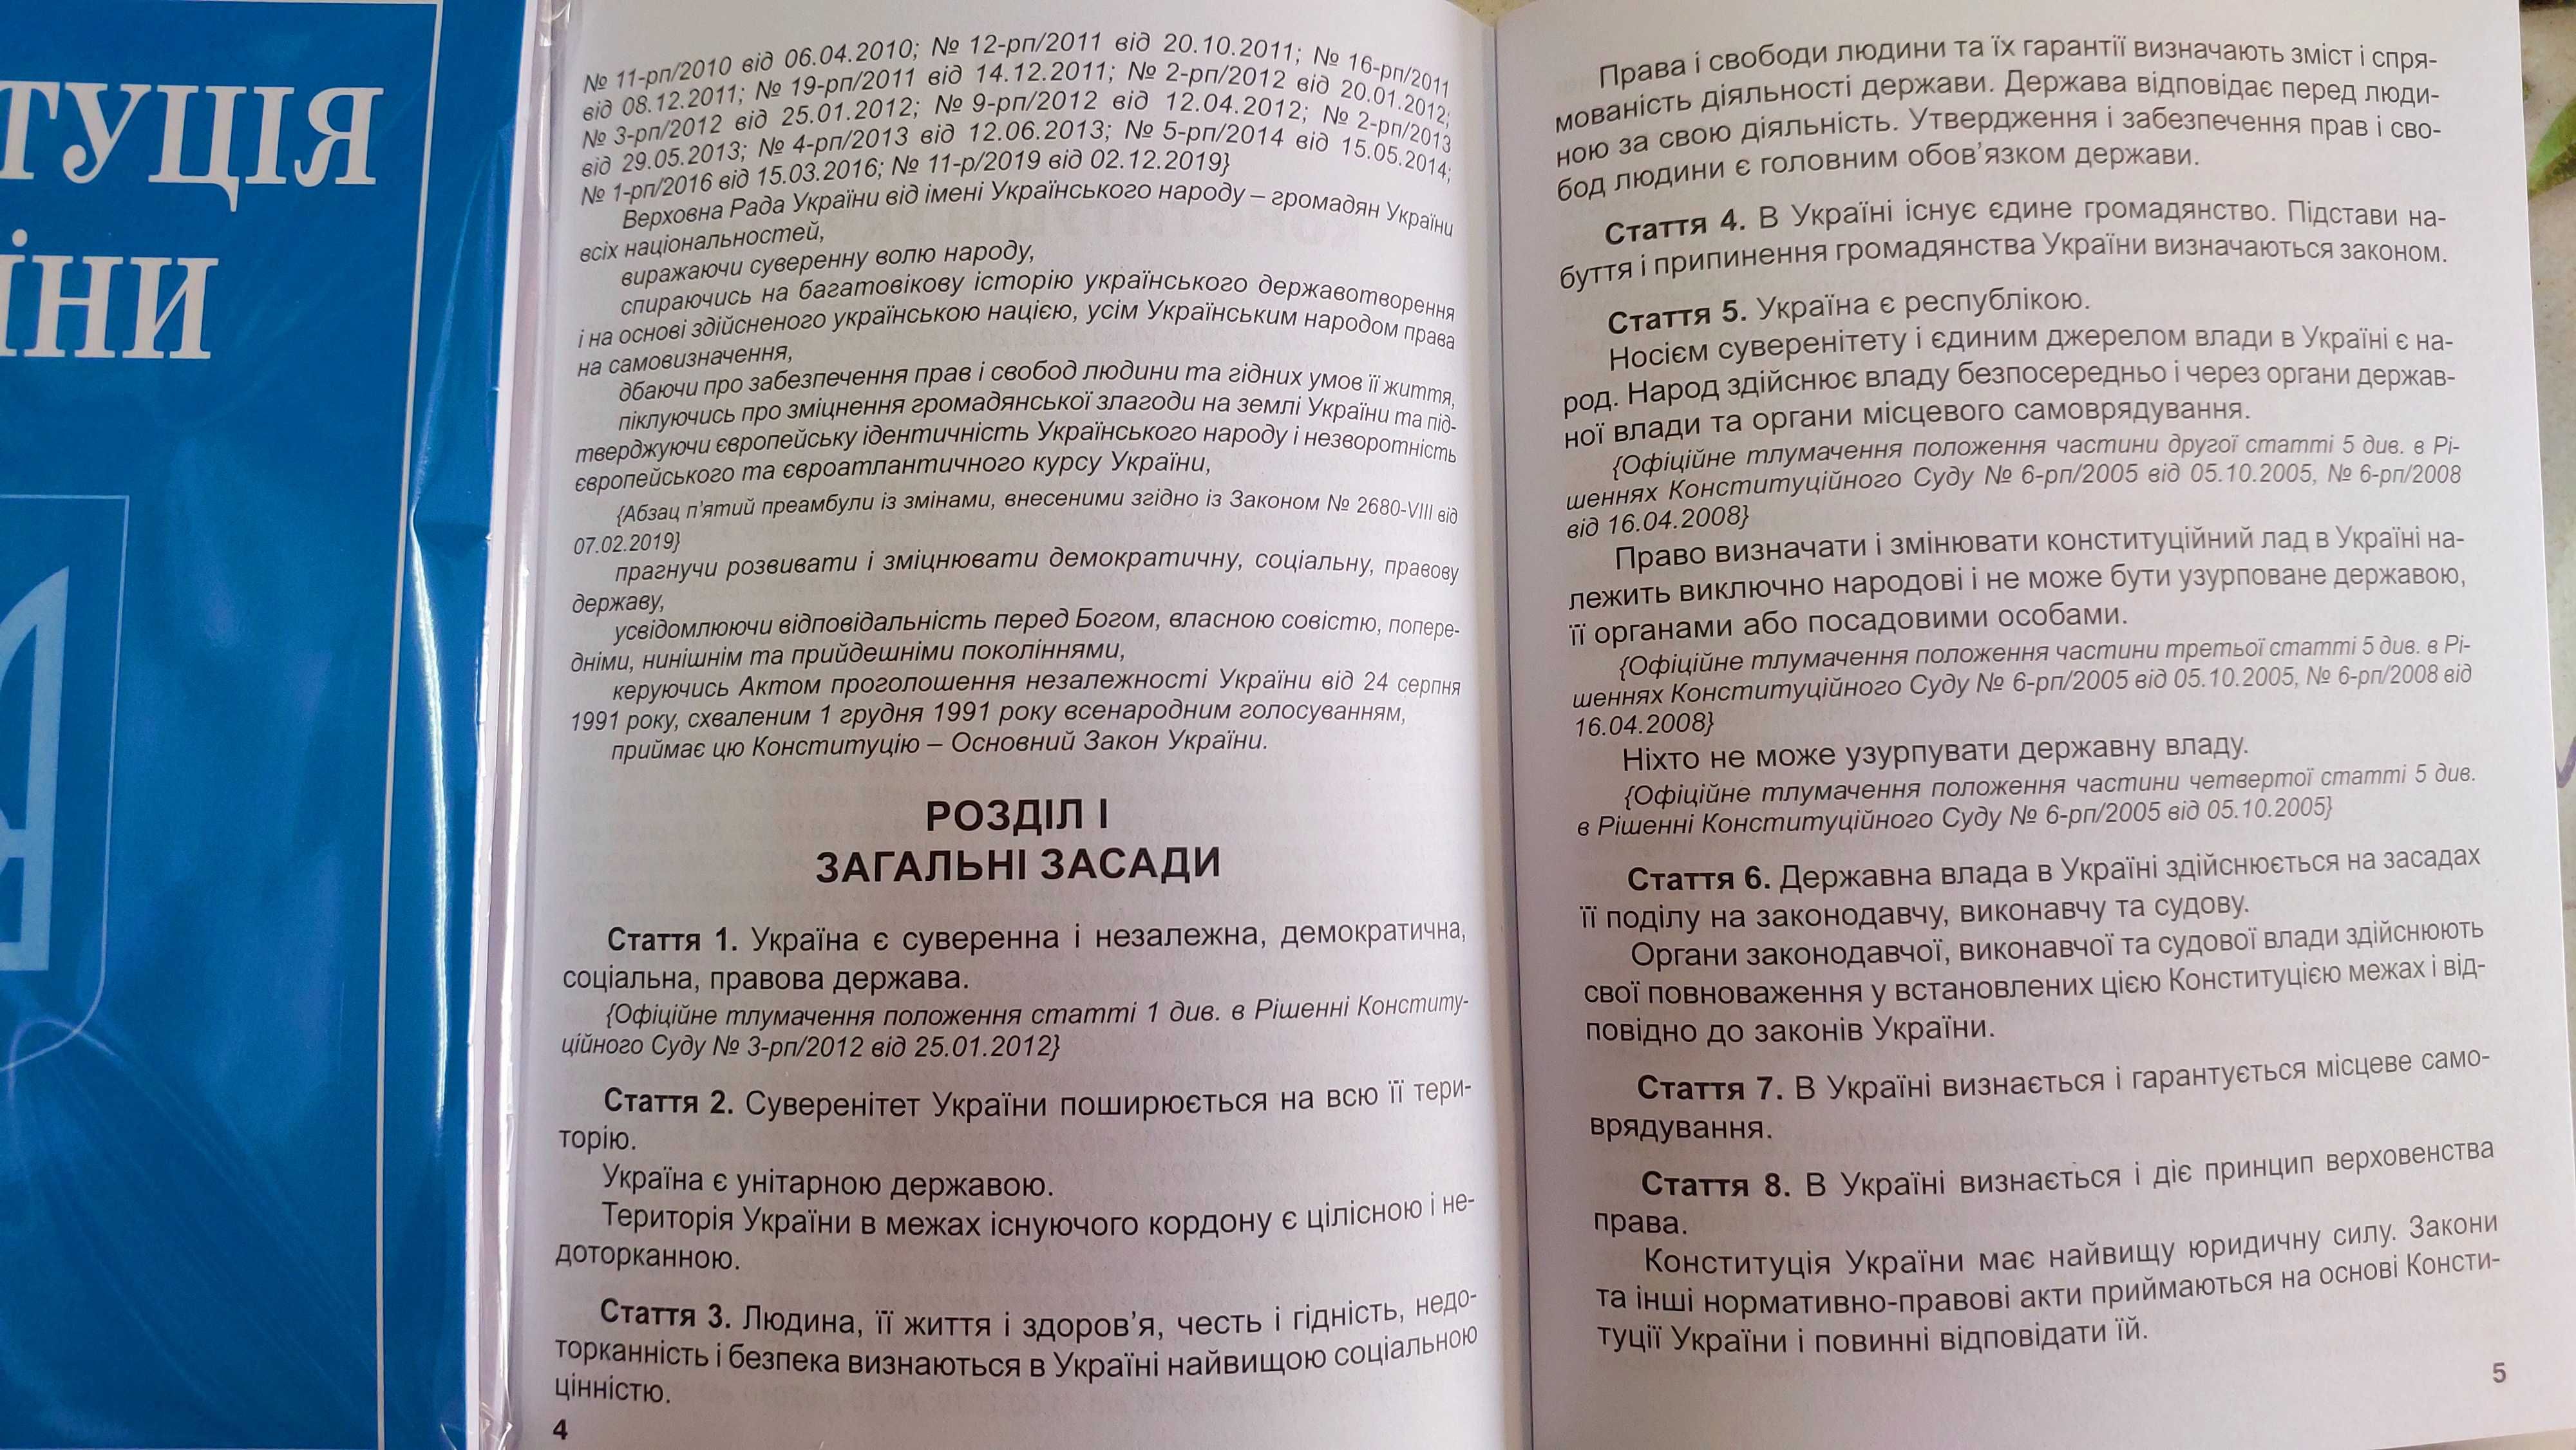 ТУЦІЯ
ЇНИ
№ 11-рп/2010 від 06.04.2010; № 12-рп/2011 від 20.10.2011; № 16-рп/2011
від 08.12.2011; № 19-рп/2011 від 14.12.2011; № 2-рп/2012 від 20.01.2012;
№ 3-рп/2012 від 25.01.2012; № 9-рп/2012 від 12.04.2012; № 2-рп/2013
від 29.05.2013; № 4-рп/2013 від 12.06.2013; № 5-рп/2014 від 15.05.2014;
№ 1-рп/2016 від 15.03.2016; № 11-р/2019 від 02.12.2019}
Верховна Рада України від імені Українського народу – громадян України
всіх національностей,
виражаючи суверенну волю народу,
спираючись на багатовікову історію українського державотворення
і на основі здійсненого українською нацією, усім Українським народом права
на самовизначення,
дбаючи про забезпечення прав і свобод людини та гідних умов її життя,
піклуючись про зміцнення громадянської злагоди на землі України та під-
тверджуючи європейську ідентичність Українського народу і незворотність
європейського та євроатлантичного курсу України,
{Абзац п’ятий преамбули із змінами, внесеними згідно із Законом № 2680-VIII від
07.02.2019}
прагнучи розвивати і зміцнювати демократичну, соціальну, правову
державу,
усвідомлюючи відповідальність перед Богом, власною совістю, попере-
дніми, нинішнім та прийдешніми поколіннями,
керуючись Актом проголошення незалежності України від 24 серпня
1991 року, схваленим 1 грудня 1991 року всенародним голосуванням,
приймає цю Конституцію – Основний Закон України.
РОЗДІЛ І
ЗАГАЛЬНІ ЗАСАДИ
Стаття 1. Україна є суверенна і незалежна, демократична,
соціальна, правова держава.
{Офіційне тлумачення положення статті 1 див. в Рішенні Конститу-
ційного Суду № 3-рп/2012 від 25.01.2012}
Стаття 2. Суверенітет України поширюється на всю її тери-
торію.
Україна є унітарною державою.
Територія України в межах існуючого кордону є цілісною і не-
доторканною.
Стаття 3. Людина, її життя і здоров’я, честь і гідність, недо-
торканність і безпека визнаються в Україні найвищою соціальною
цінністю.
4
Права і свободи людини та їх гарантії визначають зміст і спря-
мованість діяльності держави. Держава відповідає перед люди-
ною за свою діяльність. Утвердження і забезпечення прав і сво-
бод людини є головним обов’язком держави.
Стаття 4. В Україні існує єдине громадянство. Підстави на-
буття і припинення громадянства України визначаються законом.
Стаття 5. Україна є республікою.
Носієм суверенітету і єдиним джерелом влади в Україні є на-
род. Народ здійснює владу безпосередньо і через органи держав-
ної влади та органи місцевого самоврядування.
{Офіційне тлумачення положення частини другої статті 5 див. в Рі-
шеннях Конституційного Суду № 6-рп/2005 від 05.10.2005, № 6-рп/2008
від 16.04.2008}
Право визначати і змінювати конституційний лад в Україні на-
лежить виключно народові і не може бути узурповане державою,
її органами або посадовими особами.
{Офіційне тлумачення положення частини третьої статті 5 див. в Рі-
шеннях Конституційного Суду № 6-рп/2005 від 05.10.2005, № 6-рп/2008 від
16.04.2008}
Ніхто не може узурпувати державну владу.
{Офіційне тлумачення положення частини четвертої статті 5 див.
в Рішенні Конституційного Суду № 6-рп/2005 від 05.10.2005}
Стаття 6. Державна влада в Україні здійснюється на засадах
її поділу на законодавчу, виконавчу та судову.
Органи законодавчої, виконавчої та судової влади здійснюють
свої повноваження у встановлених цією Конституцією межах і від-
повідно до законів України.
Стаття 7. В Україні визнається і гарантується місцеве само-
врядування.
Стаття 8. В Україні визнається і діє принцип верховенства
права.
Конституція України має найвищу юридичну силу. Закони
та інші нормативно-правові акти приймаються на основі Консти-
туції України і повинні відповідати їй.
5